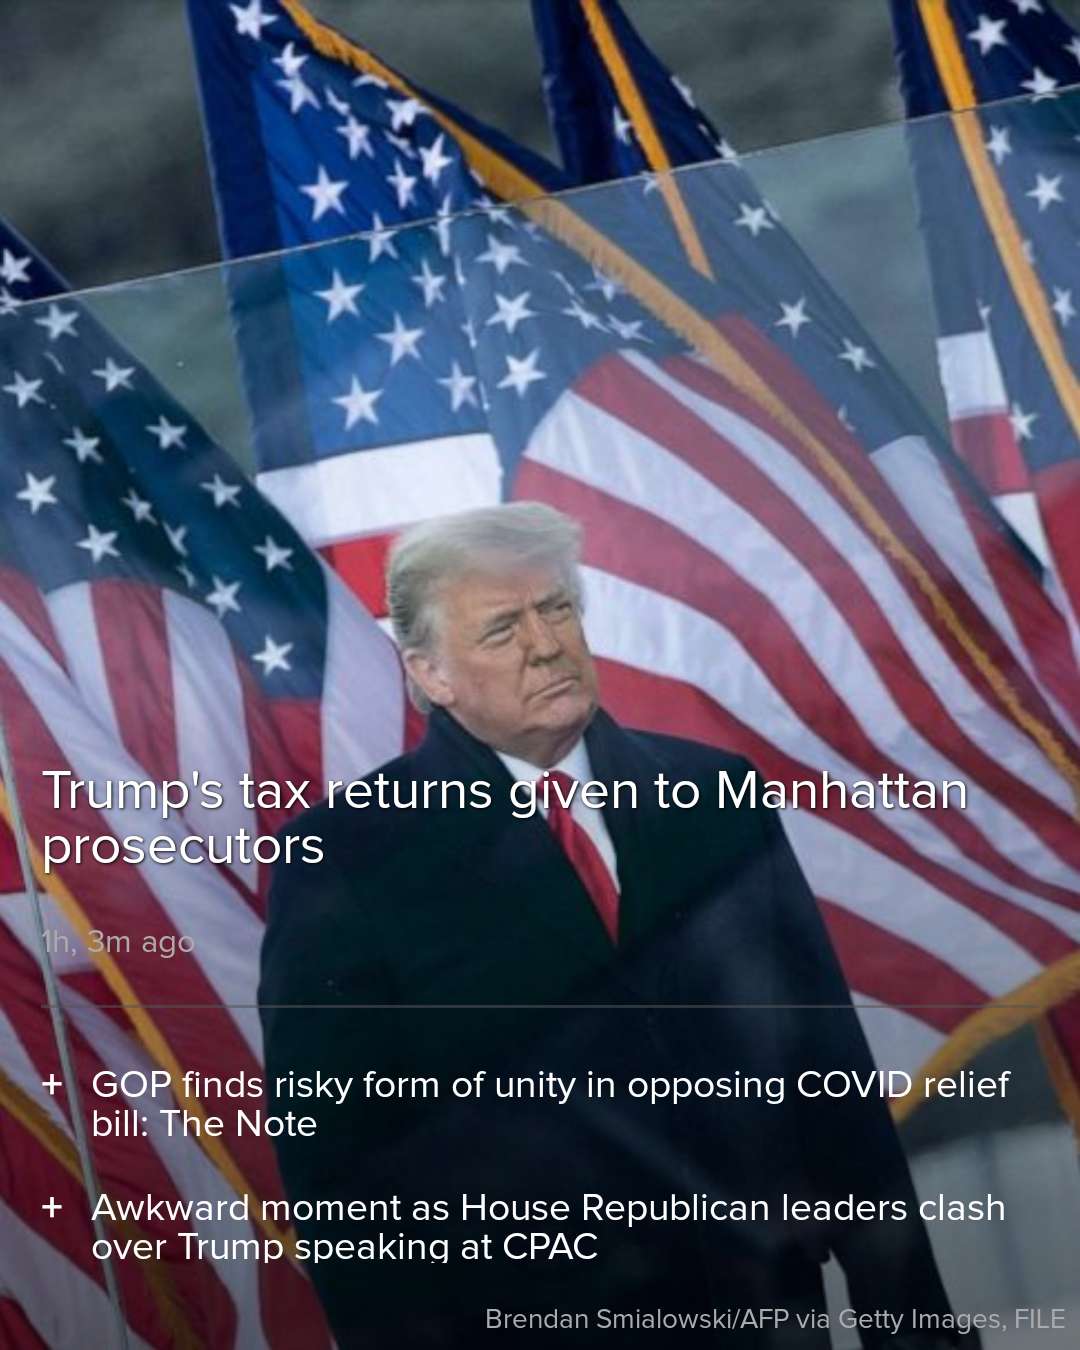 Trump's tax returns given to Manhattan
prosecutors
1h, 3m ago
+ GOP finds risky form of unity in opposing COVID relief
bill: The Note
+ Awkward moment as House Republican leaders clash
over Trump speaking at CPAC
Brendan Smialowski/AFP via Getty Images, FILE